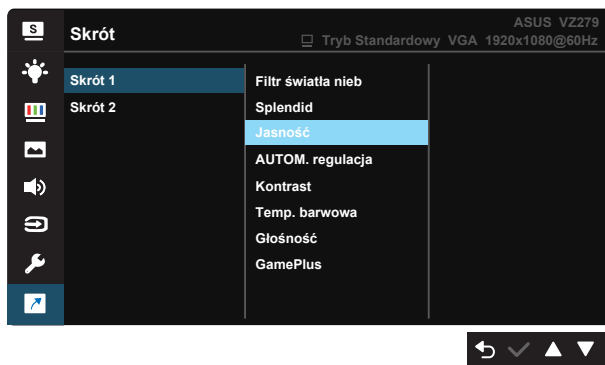 S
Skrót
ASUS VZ279
Tryb Standardowy VGA 1920x1080@60Hz
Skrót 1
Skrót 2
Filtr światła nieb
Splendid
Jasność
AUTOM. regulacja
Kontrast
Temp. barwowa
Głośność
GamePlus